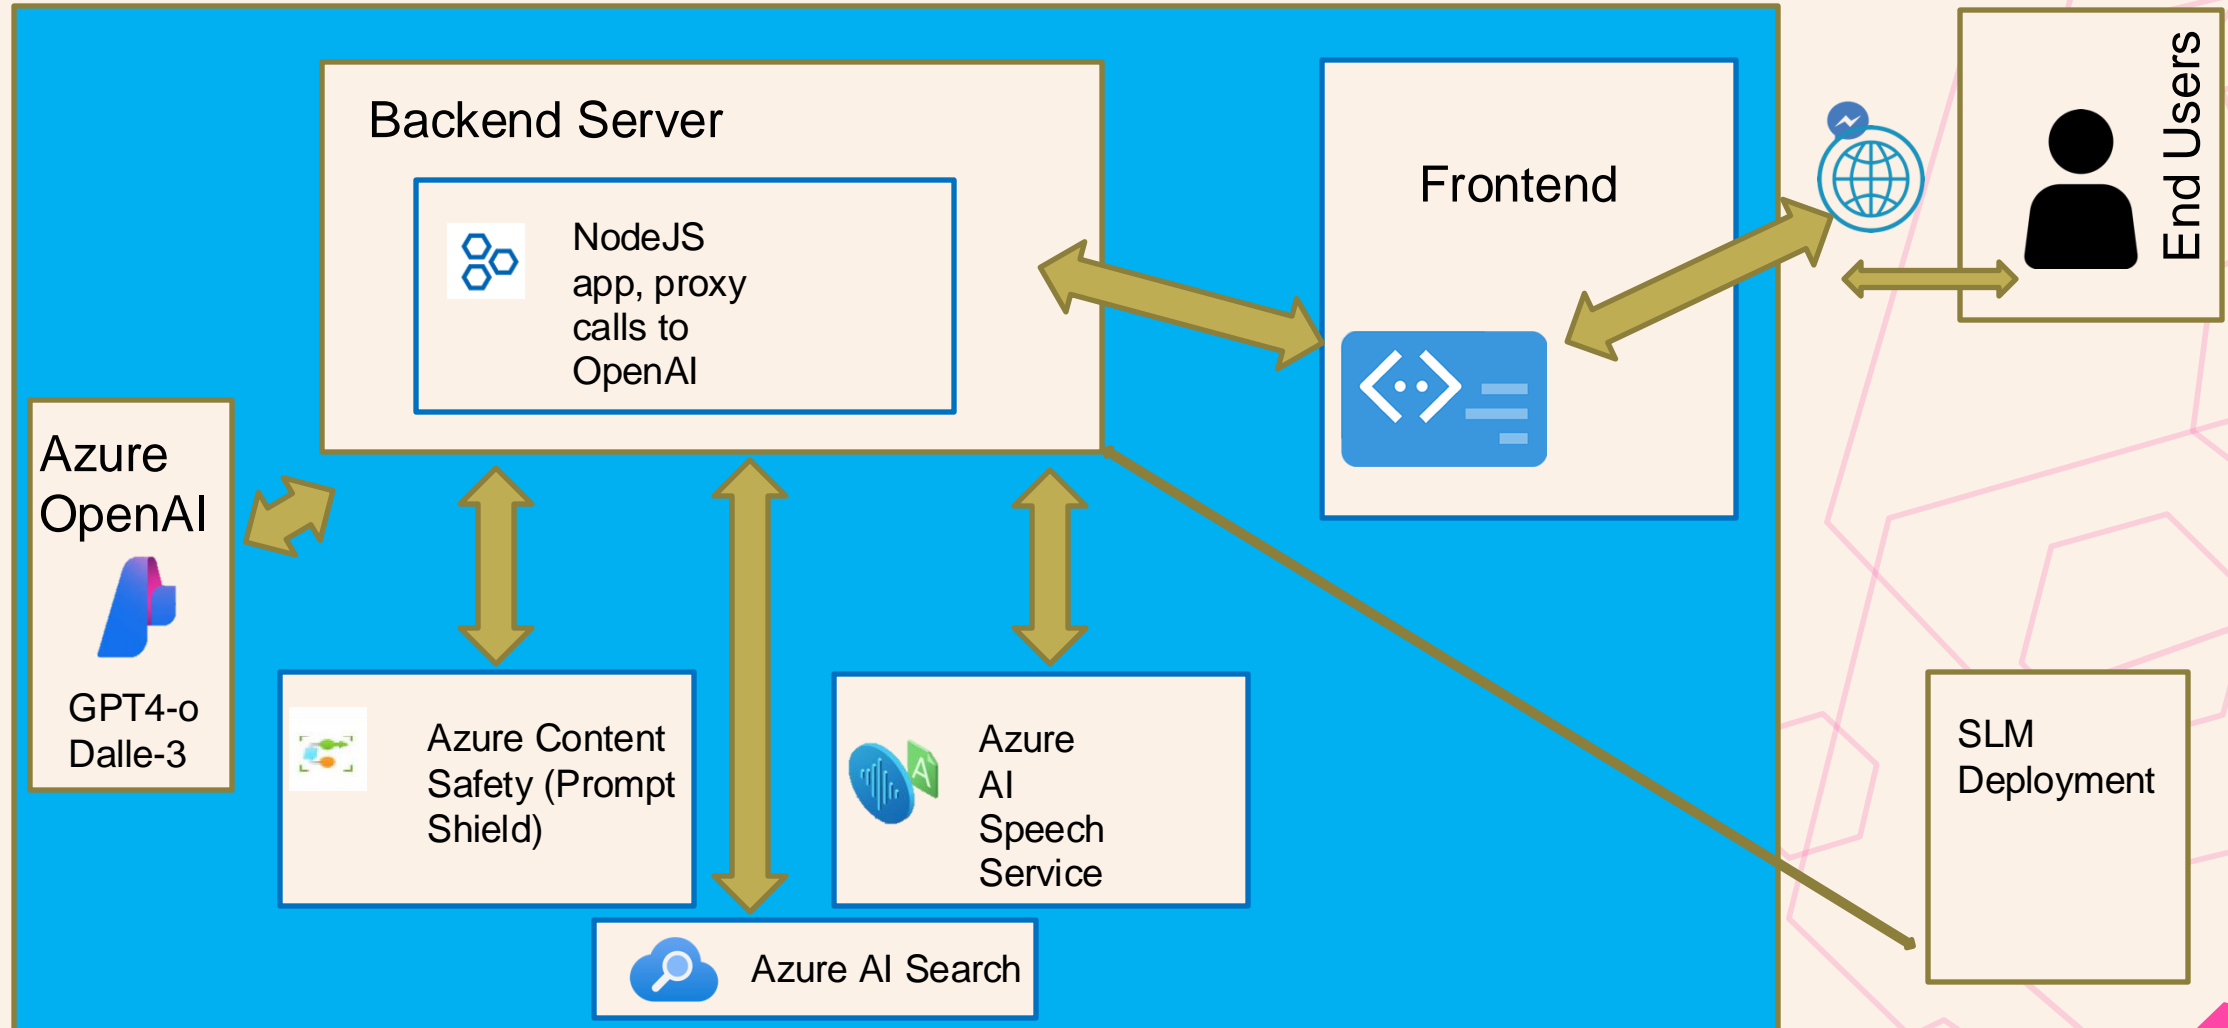 Backend Server
NodeJS
app, proxy
calls to
OpenAI
Frontend
End Users
Azure
OpenAI
GPT4-o
Dalle-3
Azure Content
Safety (Prompt
Shield)
Azure
AI
Speech
Service
Azure AI Search
SLM
Deployment